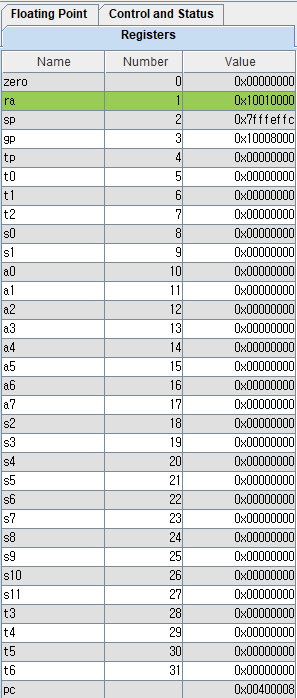 Floating Point Control and Status
Registers
Name Number Value
zero 0 0x00000000
ra 1 0x10010000
sp 2 0x7fffeffc
gp 3 0x10008000
tp 4 0x00000000
t0 5 0x00000000
t1 6 0x00000000
t2 7 0x00000000
s0 8 0x00000000
s1 9 0x00000000
a0 10 0x00000000
a1 11 0x00000000
a2 12 0x00000000
a3 13 0x00000000
a4 14 0x00000000
a5 15 0x00000000
a6 16 0x00000000
a7 17 0x00000000
s2 18 0x00000000
s3 19 0x00000000
s4 20 0x00000000
s5 21 0x00000000
s6 22 0x00000000
s7 23 0x00000000
s8 24 0x00000000
s9 25 0x00000000
s10 26 0x00000000
s11 27 0x00000000
t3 28 0x00000000
t4 29 0x00000000
t5 30 0x00000000
t6 31 0x00000000
pc 0x00400008